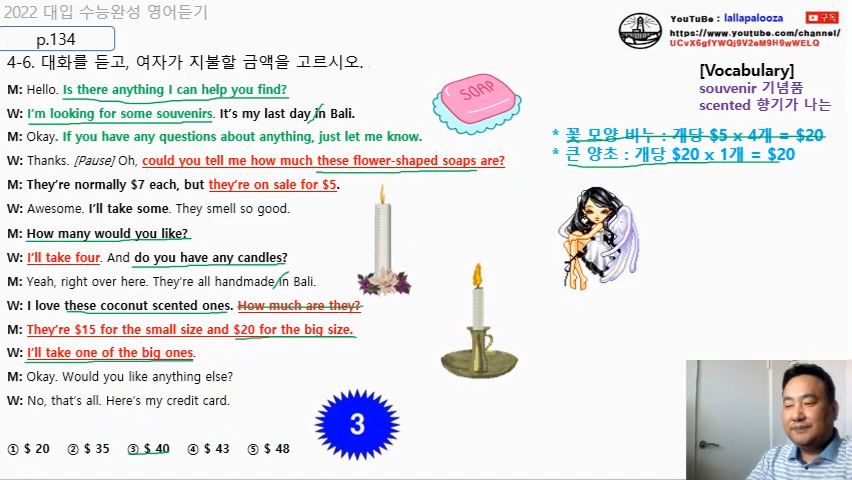 2022 대입 수능완성 영어듣기
p.134
YouTuBe : lallapalooza
구독
https://www.youtube.com/channel/
UCvX6gfYWQj9V2eM9H9wWELQ
4-6. 대화를 듣고, 여자가 지불할 금액을 고르시오.
[Vocabulary]
souvenir 기념품
scented 향기가 나는
* 꽃 모양 비누 : 개당 $5 x 4개 = $20
* 큰 양초 : 개당 $20 x 1개 = $20
M: Hello. Is there anything I can help you find?
W: I'm looking for some souvenirs. It's my last day in Bali.
M: Okay. If you have any questions about anything, just let me know.
W: Thanks. [Pause] Oh, could you tell me how much these flower-shaped soaps are?
M: They're normally $7 each, but they're on sale for $5.
W: Awesome. I'll take some. They smell so good.
M: How many would you like?
W: I'll take four. And do you have any candles?
M: Yeah, right over here. They're all handmade in Bali.
W: I love these coconut scented ones. How much are they?
M: They're $15 for the small size and $20 for the big size.
W: I'll take one of the big ones.
M: Okay. Would you like anything else?
W: No, that's all. Here's my credit card.
① $ 20 ② $ 35 ③ $ 40 ④ $ 43 ⑤ $ 48
SOAP
3